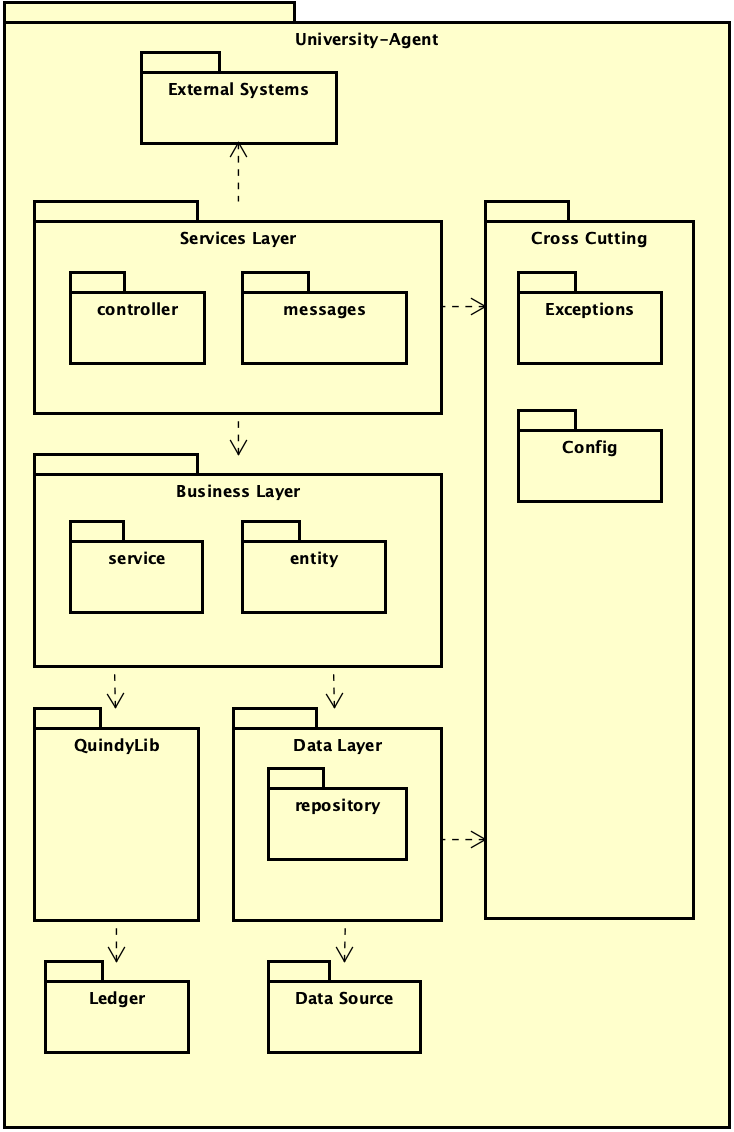 University-Agent
External Systems
Services Layer
controller
messages
Cross Cutting
Exceptions
Config
Business Layer
service
entity
QuindyLib
Data Layer
repository
Ledger
Data Source